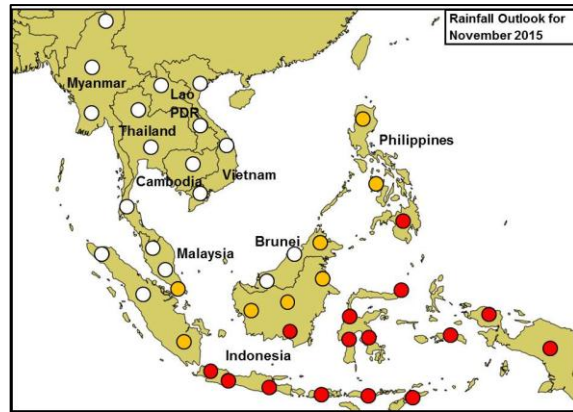 Rainfall Outlook for
November 2015
Myanmar
Lao
PDR
Thailand
Philippines
Cambodia
Vietnam
Malaysia
Brunei
Indonesia